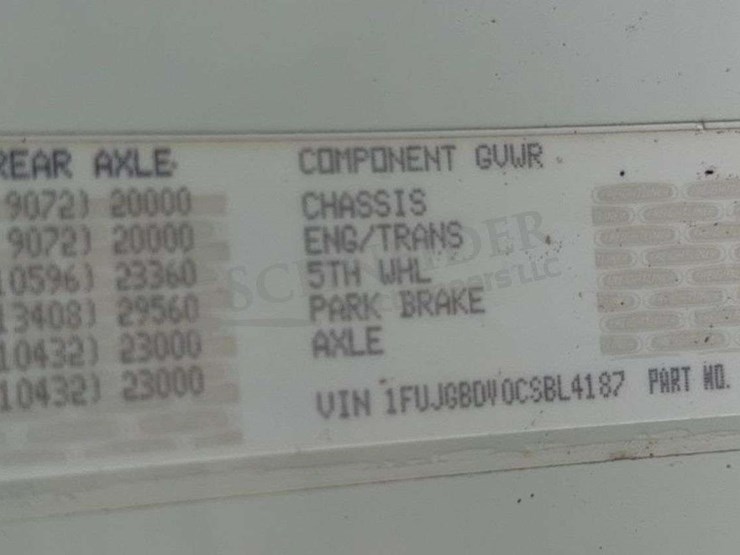 REAR AXLE COMPONENT GVWR
9072) 20000 CHASSIS
9072) 20000 ENG/TRANS
10596) 23360 5TH WHL
13408) 29560 PARK BRAKE
10432) 23000 AXLE
10432) 23000
VIN 1FUJGBDV0CSBL4187 PART NO.